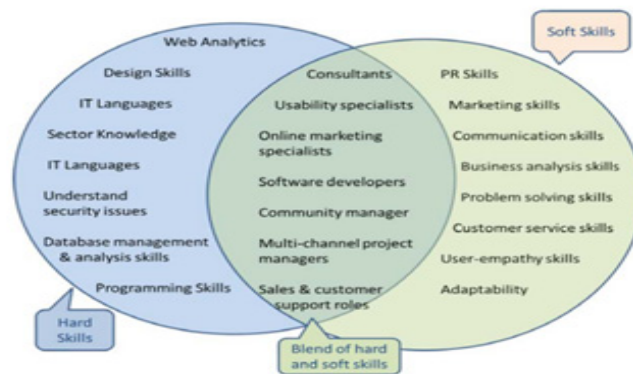 Soft Skills
Web Analytics
Design Skills
IT Languages
Sector Knowledge
IT Languages
Understand
security issues
Database management
& analysis skills
Programming Skills
Hard
Skills
Consultants
Usability specialists
Online marketing
specialists
Software developers
Community manager
Multi-channel project
managers
Sales & customer
support roles
Blend of hard
and soft skills
PR Skills
Marketing skills
Communication skills
Business analysis skills
Problem solving skills
Customer service skills
User-empathy skills
Adaptability